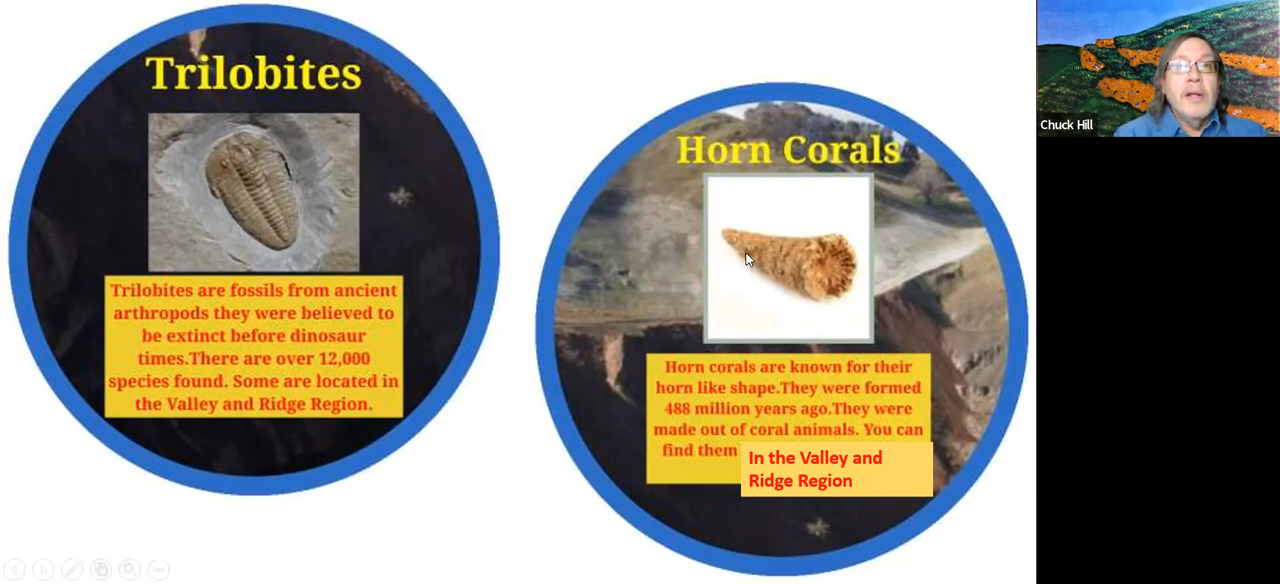 Trilobites
Trilobites are fossils from ancient
arthropods they were believed to
be extinct before dinosaur
times.There are over 12,000
species found. Some are located in
the Valley and Ridge Region.
Horn Corals
Horn corals are known for their
horn like shape.They were formed
488 million years ago.They were
made out of coral animals. You can
find them
In the Valley and
Ridge Region
Chuck Hill